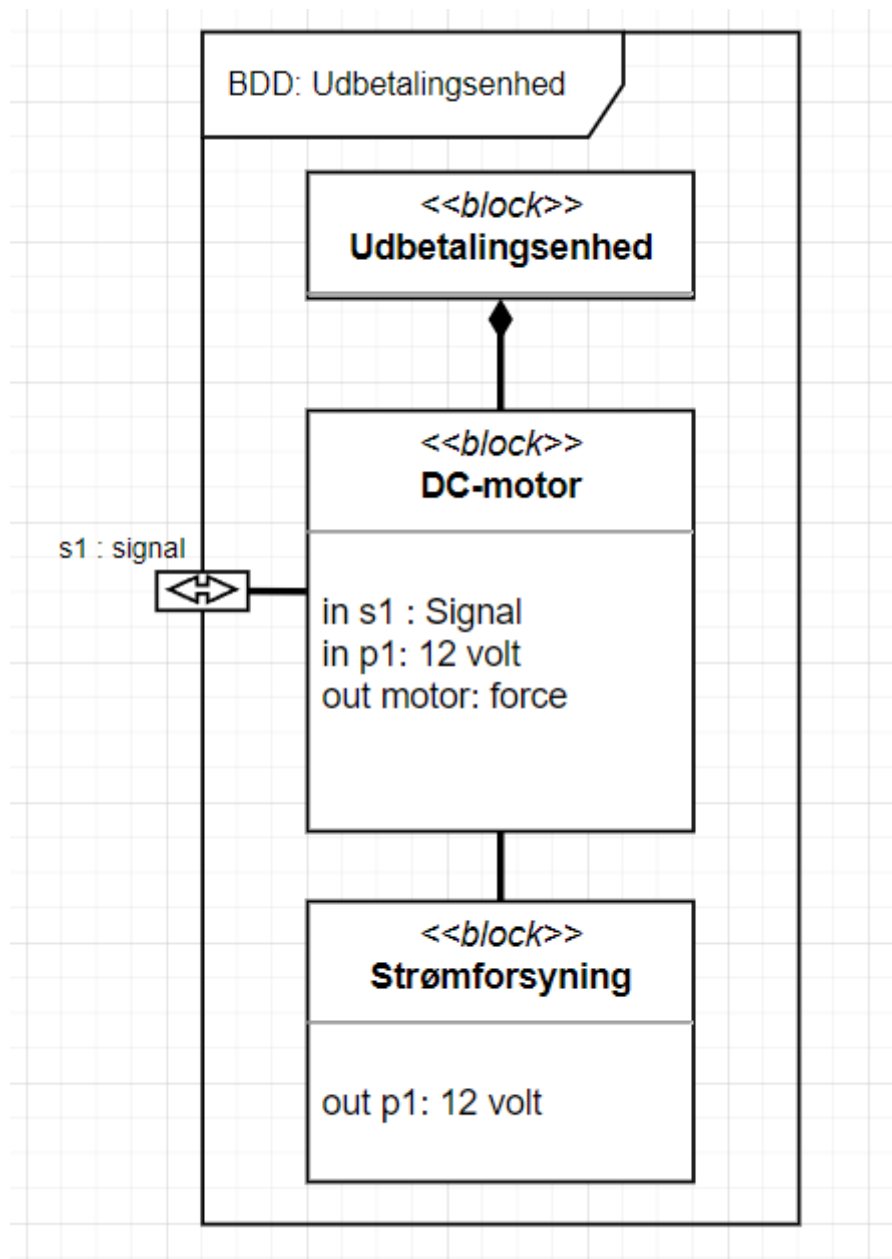 BDD: Udbetalingsenhed
<<block>>
Udbetalingsenhed
<<block>>
DC-motor
s1 : signal
in s1 : Signal
in p1: 12 volt
out motor: force
<<block>>
Strømforsyning
out p1: 12 volt